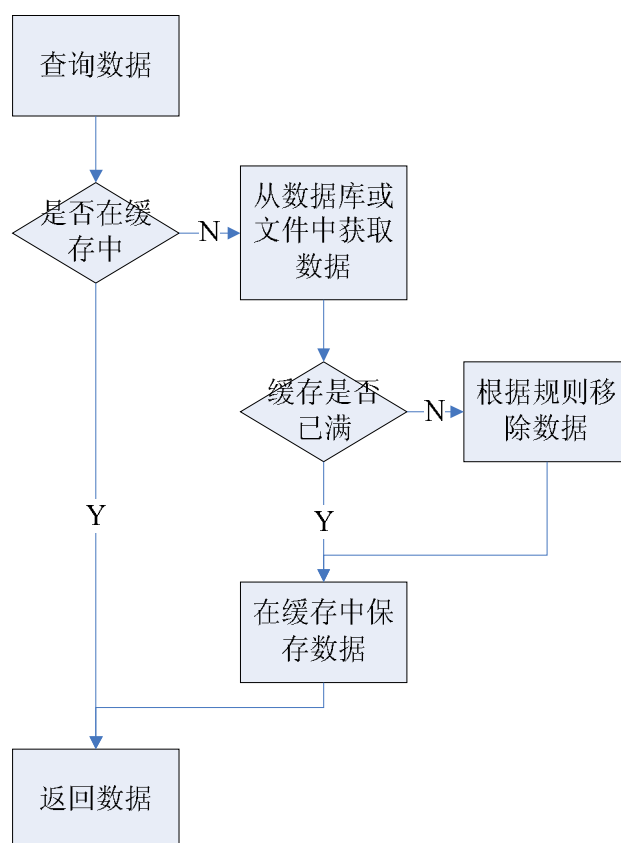 查询数据
是否在缓
存中
N
从数据库或
文件中获取
数据
缓存是否
已满
N
根据规则移
除数据
Y
Y
在缓存中保
存数据
返回数据